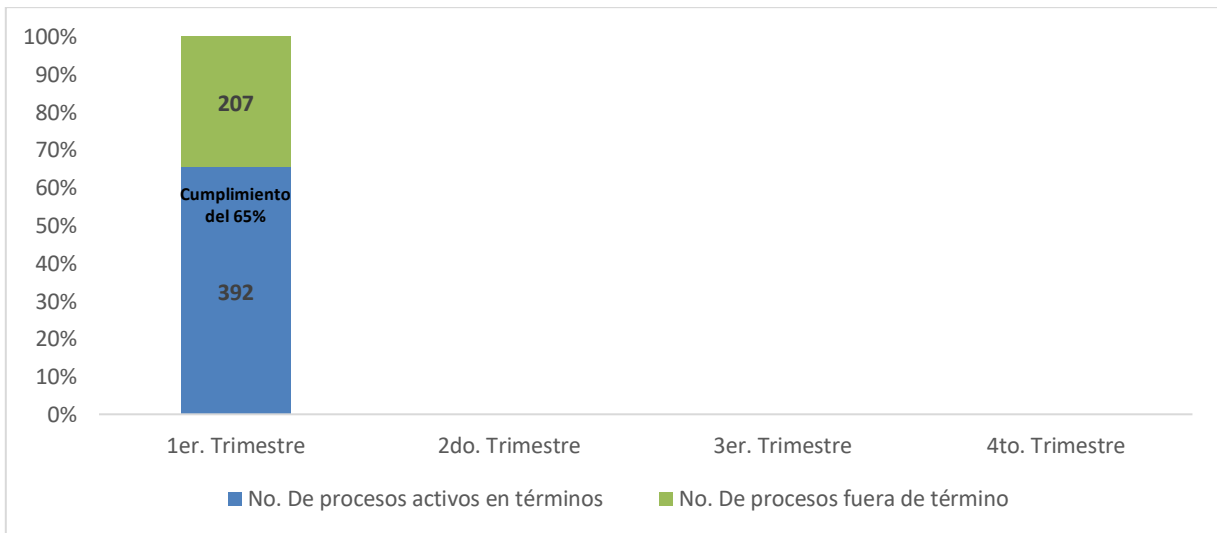 100%
90%
80%
70%
60%
50%
40%
30%
20%
10%
0%
207
Cumplimiento
del 65%
392
1er. Trimestre
2do. Trimestre
3er. Trimestre
4to. Trimestre
No. De procesos activos en términos
No. De procesos fuera de término